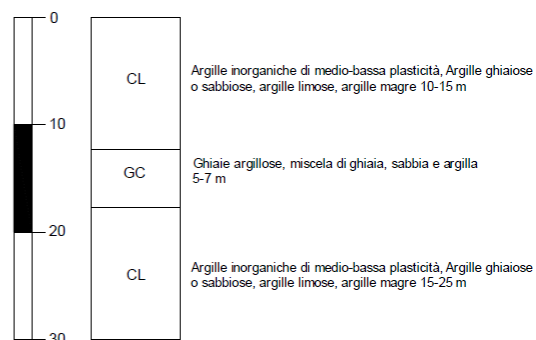 0
CL
Argille inorganiche di medio-bassa plasticità, Argille ghiaiose
o sabbiose, argille limose, argille magre 10-15 m
10
GC
Ghiaie argillose, miscela di ghiaia, sabbia e argilla
5-7 m
20
CL
Argille inorganiche di medio-bassa plasticità, Argille ghiaiose
o sabbiose, argille limose, argille magre 15-25 m
30